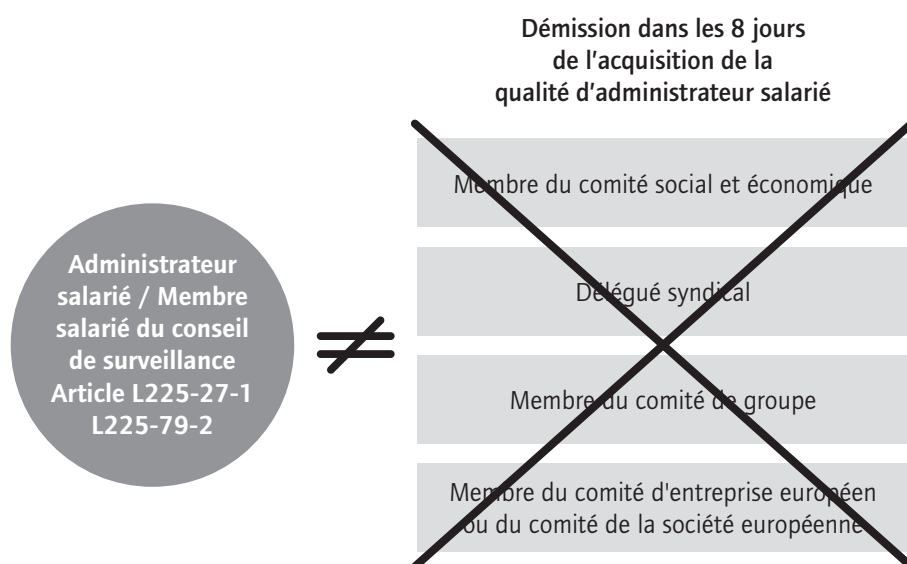 Démission dans les 8 jours
de l'acquisition de la
qualité d'administrateur salarié
Membre du comité social et économique
Délégué syndical
Membre du comité de groupe
Membre du comité d'entreprise européen
ou du comité de la société européenne
Administrateur
salarié / Membre
salarié du conseil
de surveillance
Article L225-27-1
L225-79-2
≠